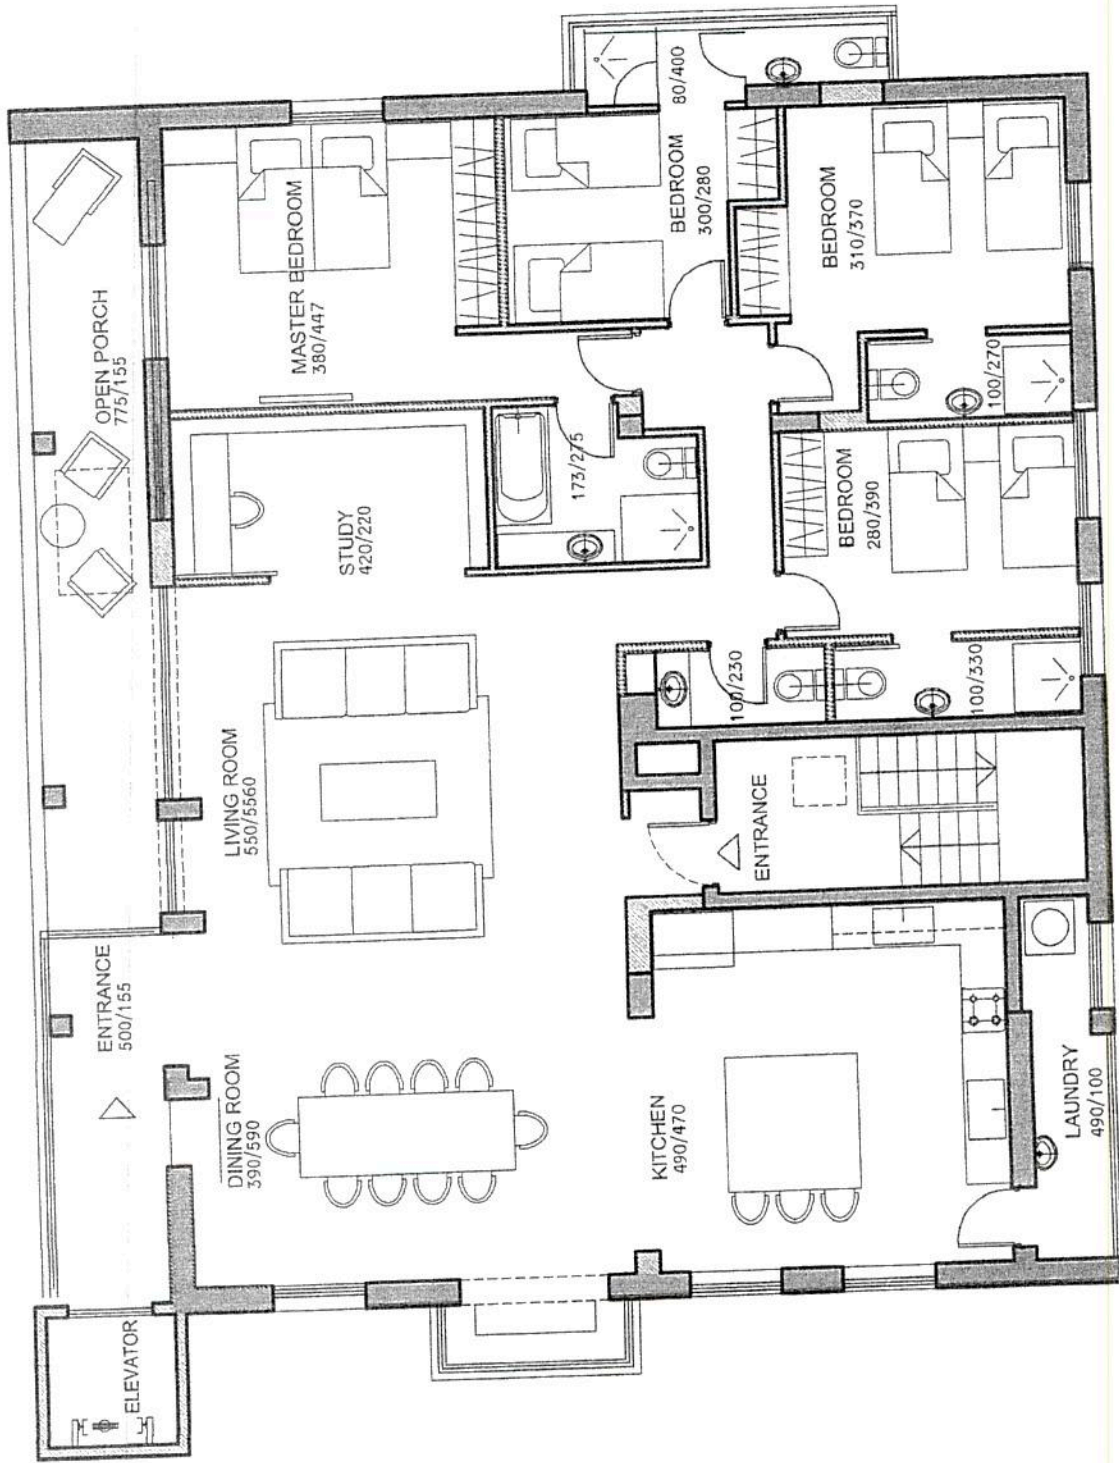 OPEN PORCH
775/155
MASTER BEDROOM
380/447
BEDROOM
300/280
80/400
BEDROOM
310/370
100/270
STUDY
420/220
173/275
BEDROOM
280/390
LIVING ROOM
550/5560
100/230
100/330
ENTRANCE
ENTRANCE
500/155
DINING ROOM
390/590
KITCHEN
490/470
LAUNDRY
490/100
ELEVATOR